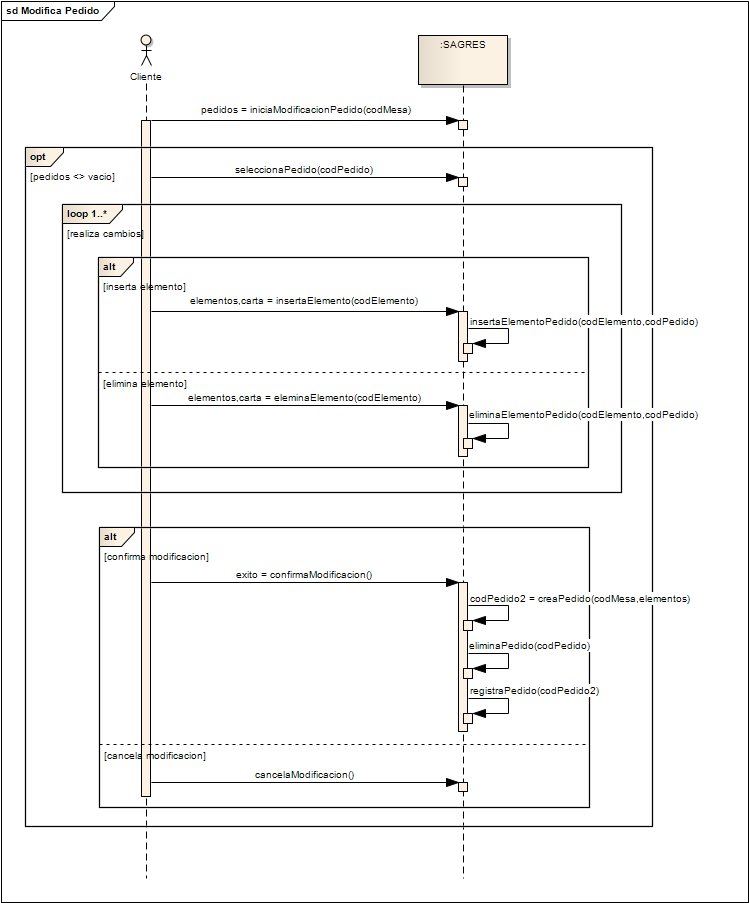 sd Modifica Pedido
Cliente
:SAGRES
pedidos = iniciaModificacionPedido(codMesa)
opt
[pedidos <> vacio]
seleccionaPedido(codPedido)
loop 1..*
[realiza cambios]
alt
[inserta elemento]
elementos,carta = insertaElemento(codElemento)
insertaElementoPedido(codElemento,codPedido)
[elimina elemento]
elementos,carta = eleminaElemento(codElemento)
eliminaElementoPedido(codElemento,codPedido)
alt
[confirma modificacion]
exito = confirmaModificacion()
codPedido2 = creaPedido(codMesa,elementos)
eliminaPedido(codPedido)
registraPedido(codPedido2)
[cancela modificacion]
cancelaModificacion()